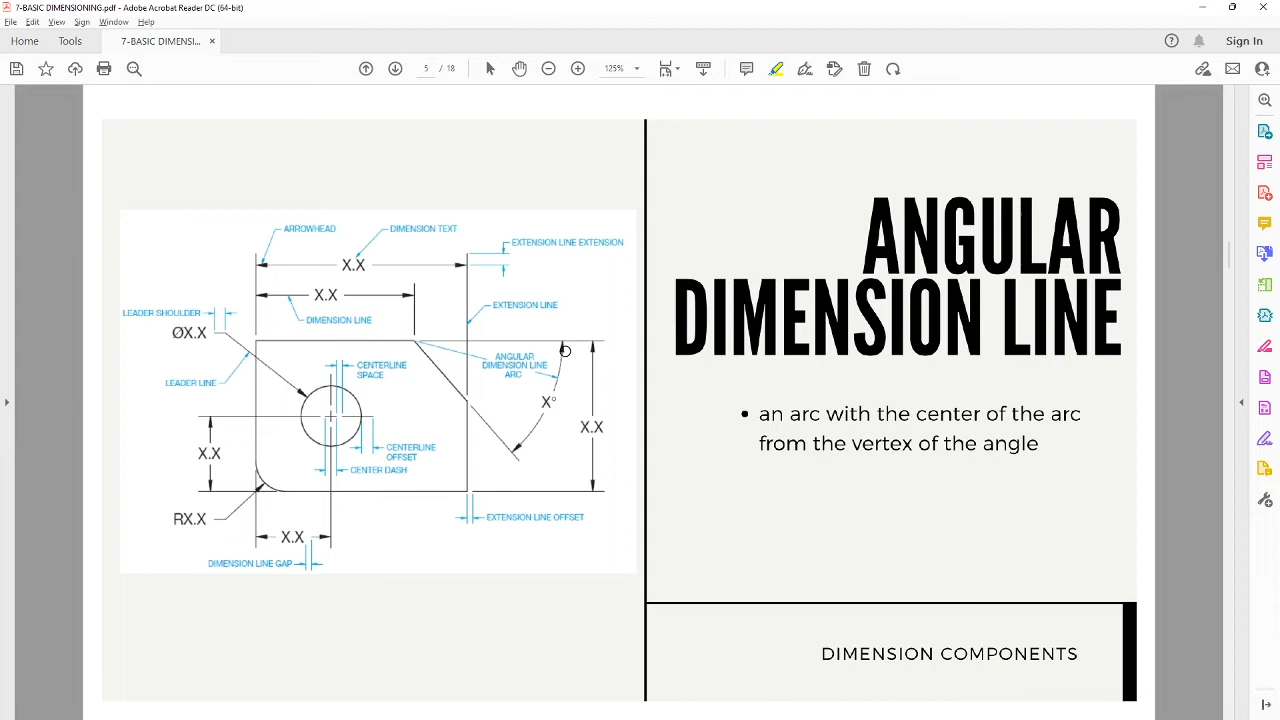 7-BASIC DIMENSIONING.pdf - Adobe Acrobat Reader DC (64-bit)
File Edit View Sign Window Help
Home Tools 7-BASIC DIMENSI... × Sign In
5 / 18 125%
ARROWHEAD DIMENSION TEXT
EXTENSION LINE EXTENSION
X.X
X.X
EXTENSION LINE
LEADER SHOULDER
DIMENSION LINE
ØX.X
CENTERLINE
SPACE
ANGULAR
DIMENSION LINE
ARC
LEADER LINE
X°
X.X
X.X
CENTERLINE
OFFSET
CENTER DASH
RX.X
EXTENSION LINE OFFSET
X.X
DIMENSION LINE GAP
ANGULAR
DIMENSION LINE
• an arc with the center of the arc
from the vertex of the angle
DIMENSION COMPONENTS